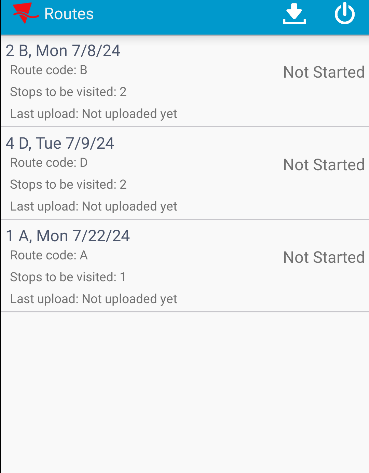 Routes
2 B, Mon 7/8/24
Route code: B
Not Started
Stops to be visited: 2
Last upload: Not uploaded yet
4 D, Tue 7/9/24
Route code: D
Not Started
Stops to be visited: 2
Last upload: Not uploaded yet
1 A, Mon 7/22/24
Route code: A
Not Started
Stops to be visited: 1
Last upload: Not uploaded yet